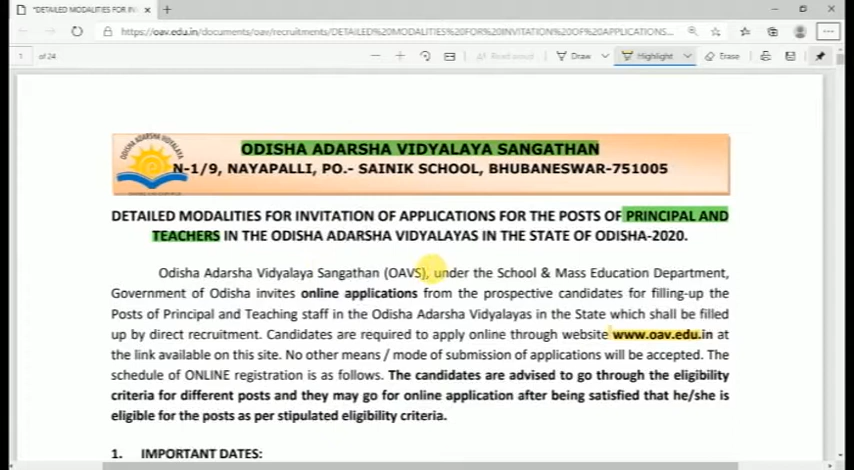 "DETAILED MODALITIES FOR IN
https://oav.edu.in/documents/oav/recruitments/DETAILED%20MODALITIES%20FOR%20INVITATION%20OF%20APPLICATIONS...
1 of 24
Read aloud Draw Highlight Erase
ODISHA ADARSHA VIDYALAYA
ODISHA ADARSHA VIDYALAYA SANGATHAN
N-1/9, NAYAPALLI, PO.- SAINIK SCHOOL, BHUBANESWAR-751005
DETAILED MODALITIES FOR INVITATION OF APPLICATIONS FOR THE POSTS OF PRINCIPAL AND
TEACHERS IN THE ODISHA ADARSHA VIDYALAYAS IN THE STATE OF ODISHA-2020.
Odisha Adarsha Vidyalaya Sangathan (OAVS), under the School & Mass Education Department,
Government of Odisha invites online applications from the prospective candidates for filling-up the
Posts of Principal and Teaching staff in the Odisha Adarsha Vidyalayas in the State which shall be filled
up by direct recruitment. Candidates are required to apply online through website www.oav.edu.in at
the link available on this site. No other means / mode of submission of applications will be accepted. The
schedule of ONLINE registration is as follows. The candidates are advised to go through the eligibility
criteria for different posts and they may go for online application after being satisfied that he/she is
eligible for the posts as per stipulated eligibility criteria.
1. IMPORTANT DATES: